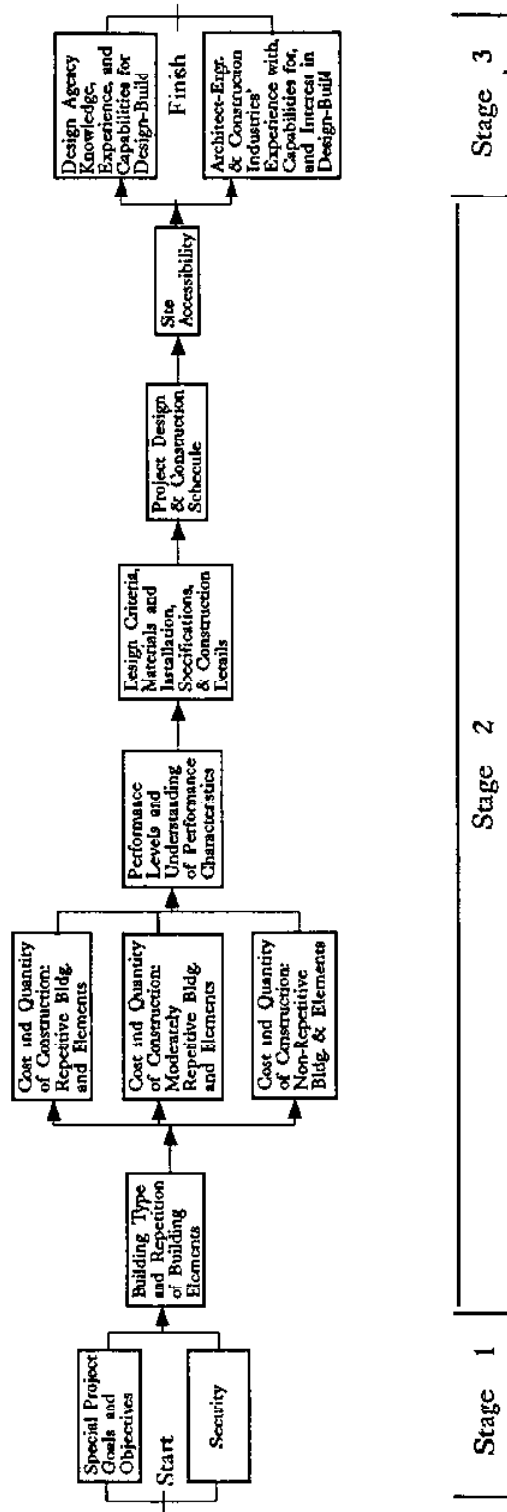 Special Project
Goals and
Objectives
Start
Security
Building Type
and Repetition
of Building
Elements
Cost ind Quantity
of Construction:
Repetitive Bldg.
and Elements
Cost ind Quantity
of Construction:
Moderately
Repetitive Bldg.
and Elements
Cost ind Quantity
of Construction:
Non-Repetitive
Bldg. & Elements
Performance
Levels and
Understanding
of Performance
Characteristics
Design Criteria,
Materials and
Installation,
Specifications,
& Construction
Details
Project Design
& Construction
Schecule
Site
Accessibility
Design Agency
Knowledge,
Experience, and
Capabilities for
Design-Build
Finish
Architect-Engr.
& Construction
Industries'
Experience with,
Capabilities for,
and Interest in
Design-Build
Stage 1
Stage 2
Stage 3